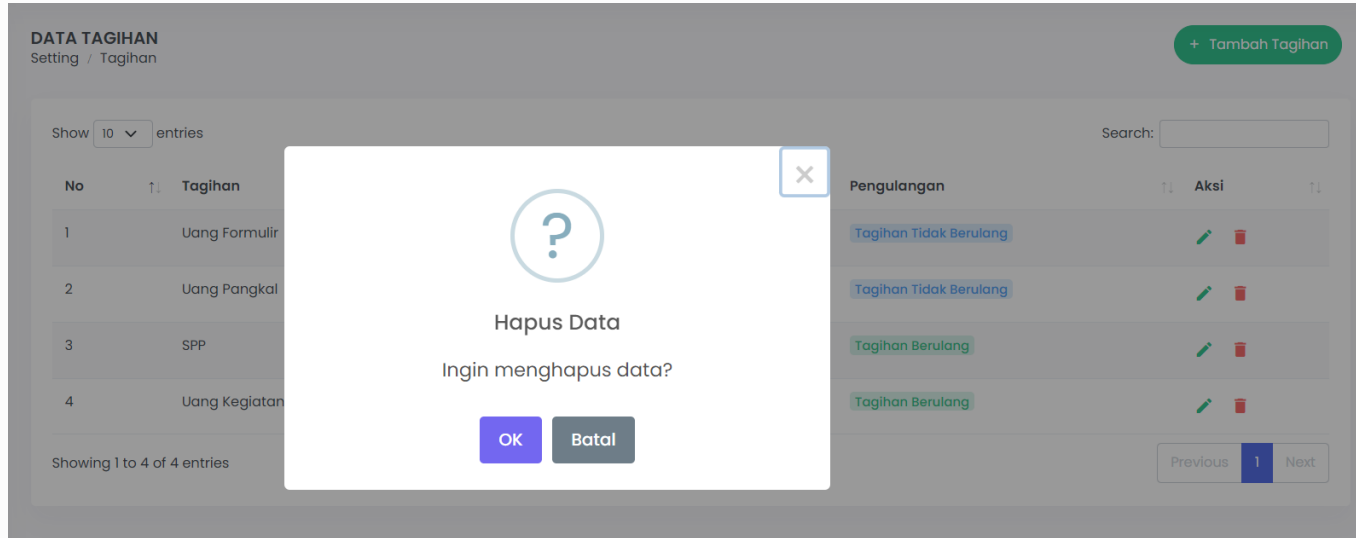 DATA TAGIHAN
Setting / Tagihan
+ Tambah Tagihan
Show 10 entries
Search:
No Tagihan Pengulangan Aksi
1 Uang Formulir Tagihan Tidak Berulang
2 Uang Pangkal Tagihan Tidak Berulang
3 SPP Tagihan Berulang
4 Uang Kegiatan Tagihan Berulang
Showing 1 to 4 of 4 entries
Previous 1 Next
×
?
Hapus Data
Ingin menghapus data?
OK Batal